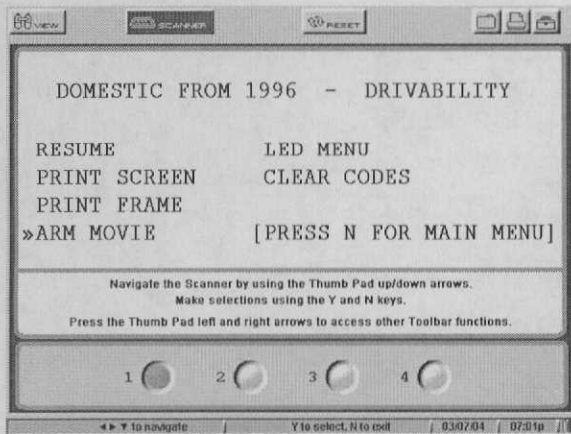 VIEW SCANNER RESET
DOMESTIC FROM 1996 - DRIVABILITY
RESUME LED MENU
PRINT SCREEN CLEAR CODES
PRINT FRAME
»ARM MOVIE [PRESS N FOR MAIN MENU]
Navigate the Scanner by using the Thumb Pad up/down arrows.
Make selections using the Y and N keys.
Press the Thumb Pad left and right arrows to access other Toolbar functions.
1 2 3 4
◄ ► ▼ to navigate Y to select, N to exit 03/07/04 07:01p